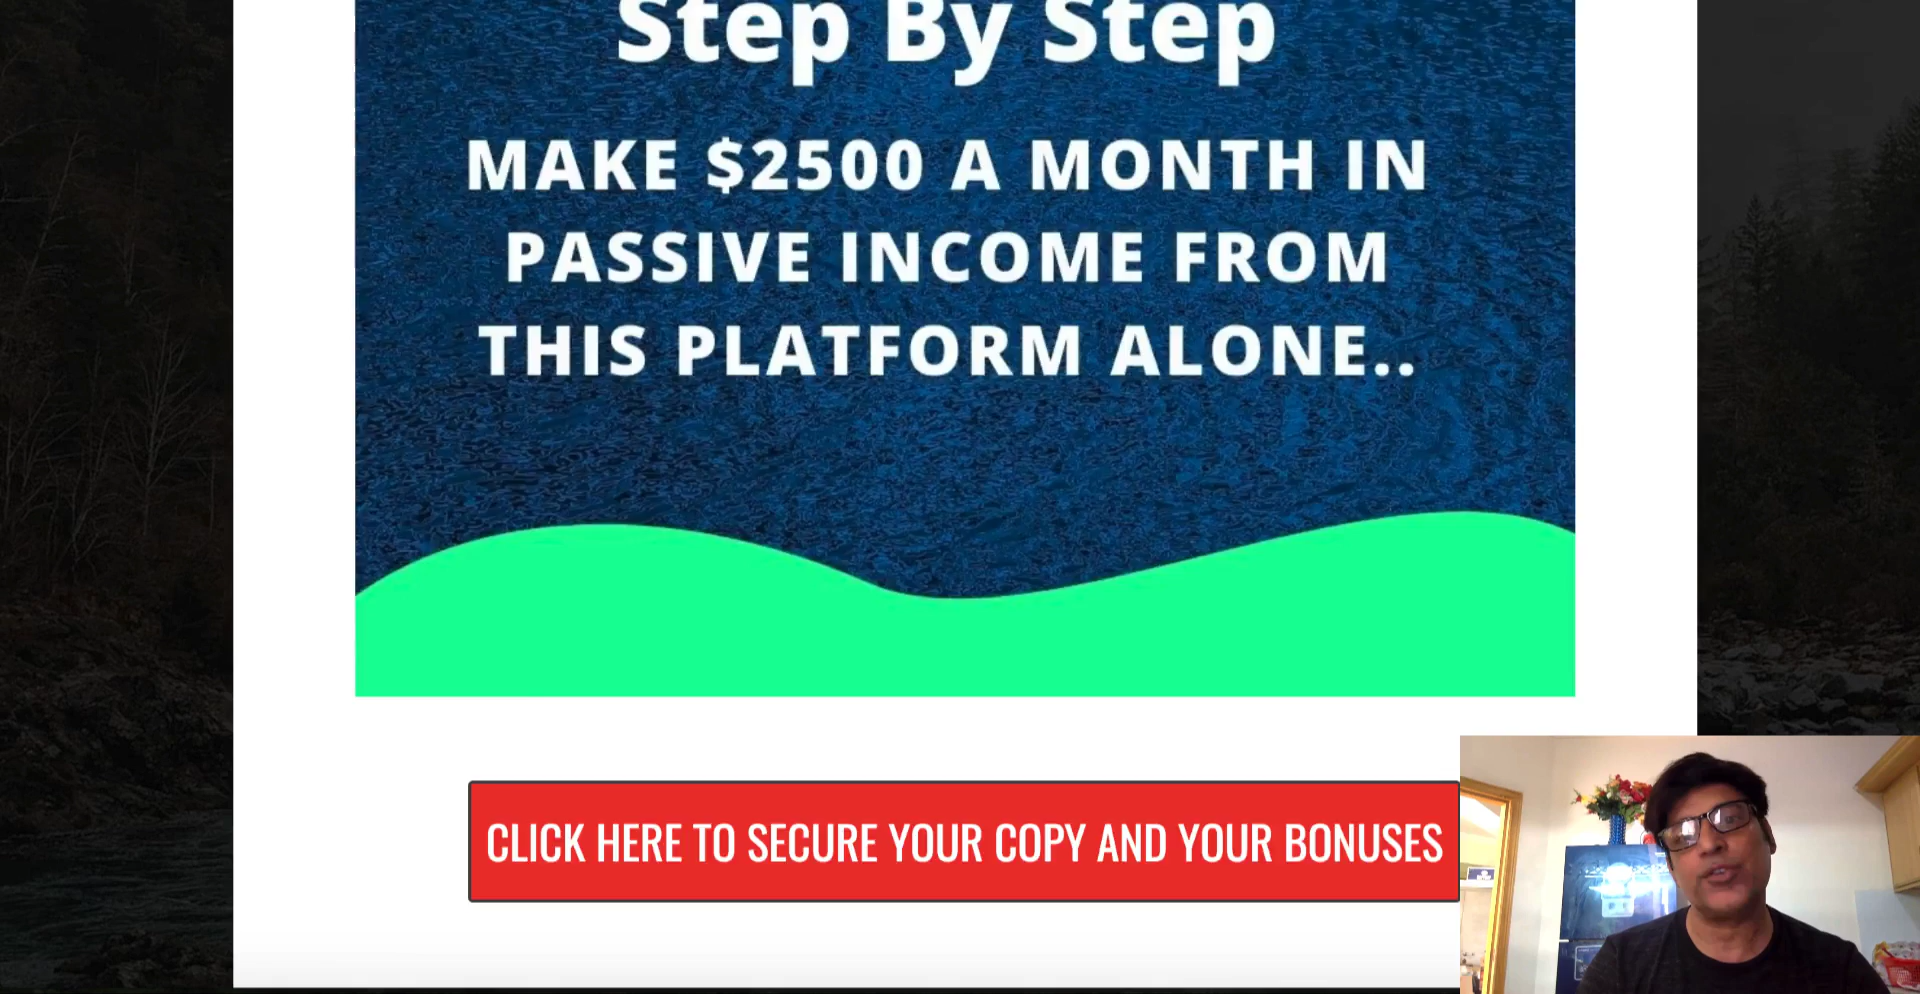 Step By Step
MAKE $2500 A MONTH IN
PASSIVE INCOME FROM
THIS PLATFORM ALONE..
CLICK HERE TO SECURE YOUR COPY AND YOUR BONUSES